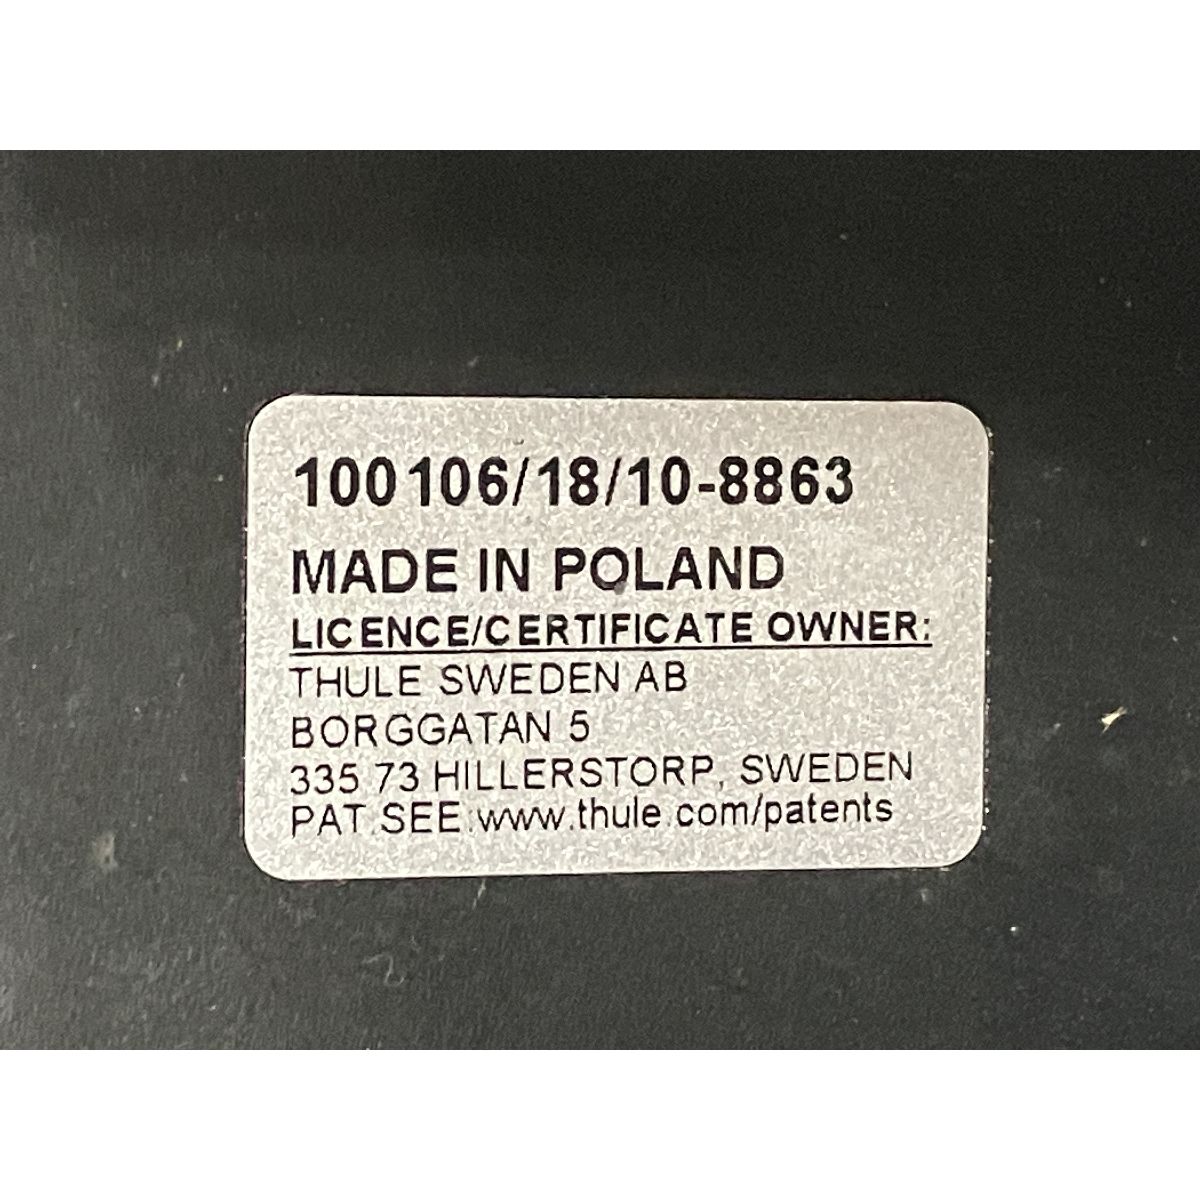 100106/18/10-8863
MADE IN POLAND
LICENCE/CERTIFICATE OWNER:
THULE SWEDEN AB
BORGGATAN 5
335 73 HILLERSTORP, SWEDEN
PAT.SEE.www.thule.com/patents